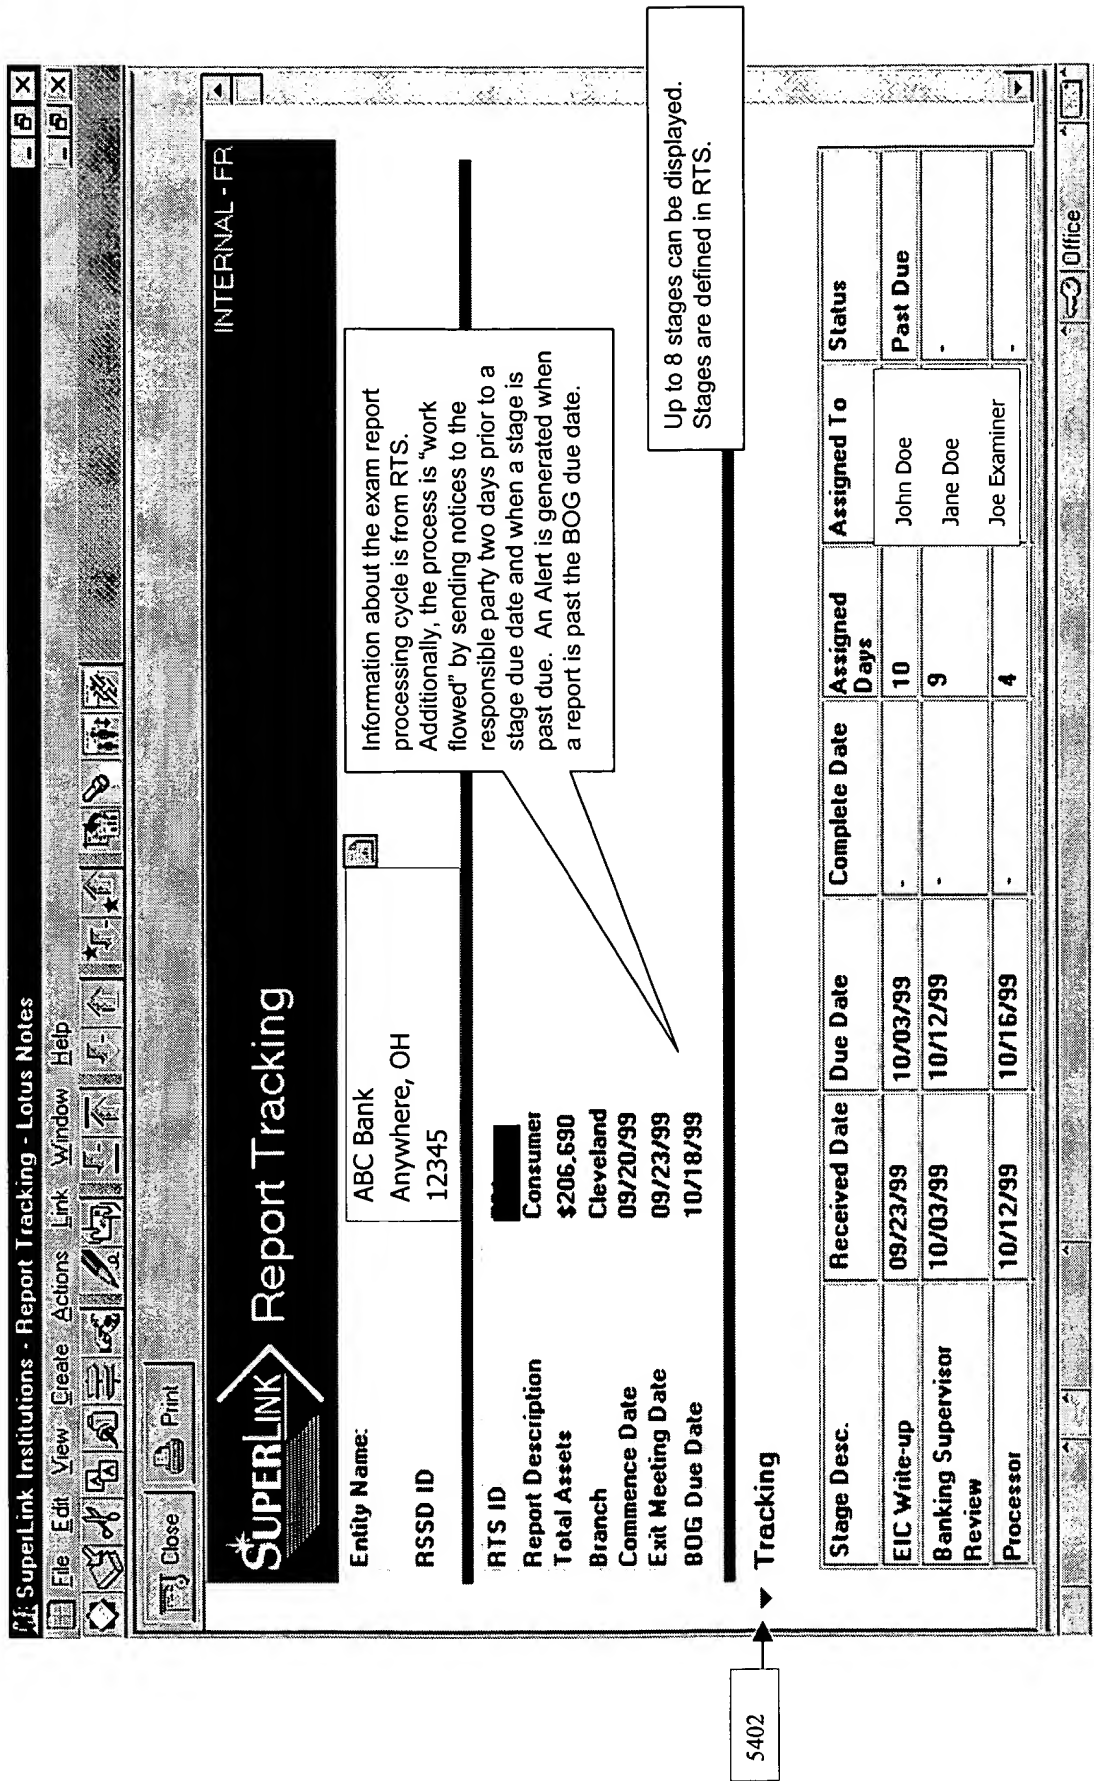 SuperLink Institutions - Report Tracking - Lotus Notes
File Edit View Create Actions Link Window Help
Close Print
SUPERLINK Report Tracking
INTERNAL - FR
Entity Name:
ABC Bank
Anywhere, OH
RSSD ID
12345
Information about the exam report
processing cycle is from RTS.
Additionally, the process is “work
flowed” by sending notices to the
responsible party two days prior to a
stage due date and when a stage is
past due. An Alert is generated when
a report is past the BOG due date.
RTS ID
Report Description Consumer
Total Assets $206,690
Branch Cleveland
Commence Date 09/20/99
Exit Meeting Date 09/23/99
BOG Due Date 10/18/99
Up to 8 stages can be displayed.
Stages are defined in RTS.
5402
Tracking
Stage Desc. Received Date Due Date Complete Date Assigned Days Assigned To Status
EIC Write-up 09/23/99 10/03/99 - 10 John Doe Past Due
Banking Supervisor Review 10/03/99 10/12/99 - 9 Jane Doe -
Processor 10/12/99 10/16/99 - 4 Joe Examiner -
Office